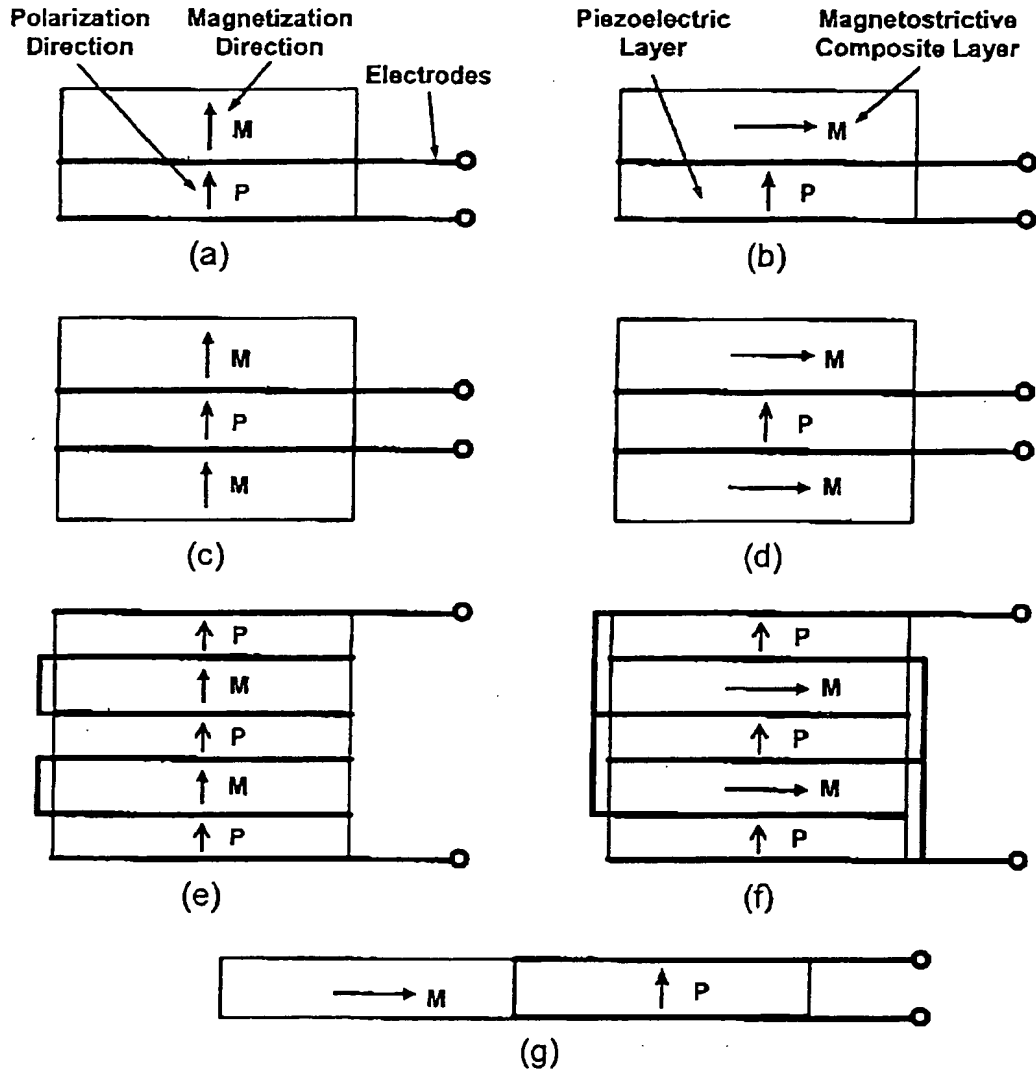 Polarization Direction
Magnetization Direction
Electrodes
M
P
(a)
Piezoelectric Layer
Magnetostrictive Composite Layer
M
P
(b)
M
P
M
(c)
M
P
M
(d)
P
M
P
M
P
(e)
P
M
P
M
P
(f)
M
P
(g)